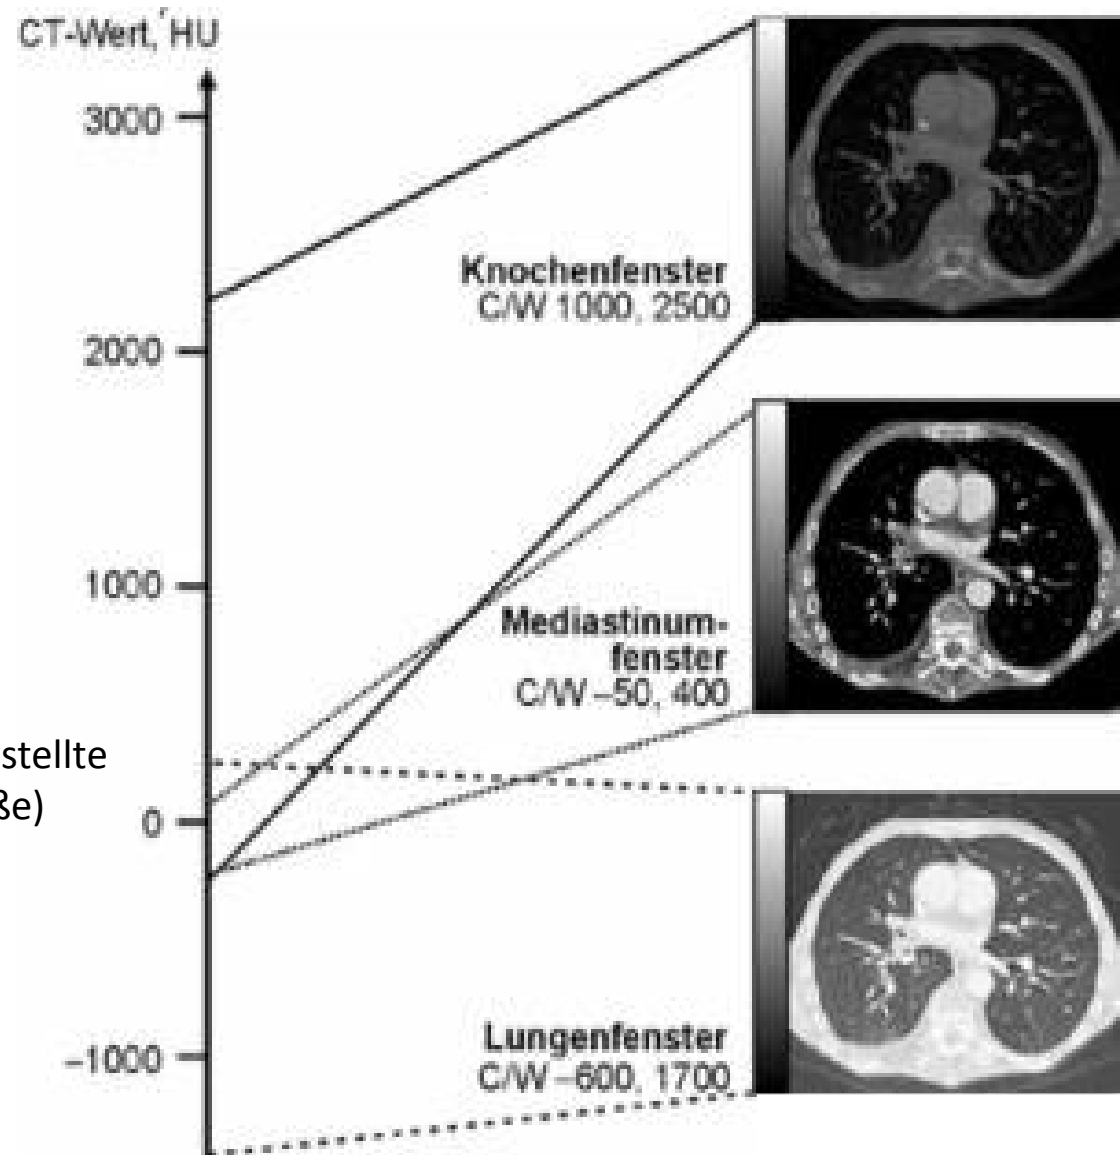 CT-Wert, HU
3000
Knochenfenster
C/W 1000, 2500
2000
1000
Mediastinum-
fenster
C/W –50, 400
stellte
ße)
0
Lungenfenster
C/W –600, 1700
–1000